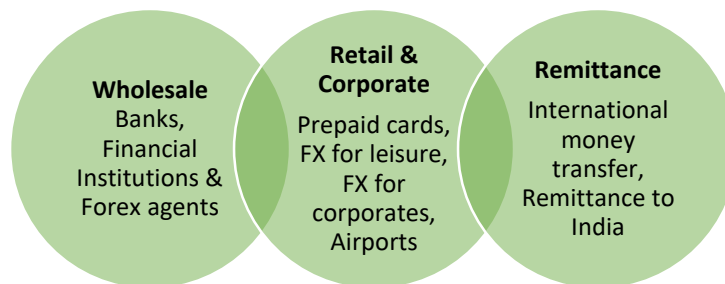 Wholesale
Banks,
Financial
Institutions &
Forex agents
Retail &
Corporate
Prepaid cards,
FX for leisure,
FX for
corporates,
Airports
Remittance
International
money
transfer,
Remittance to
India